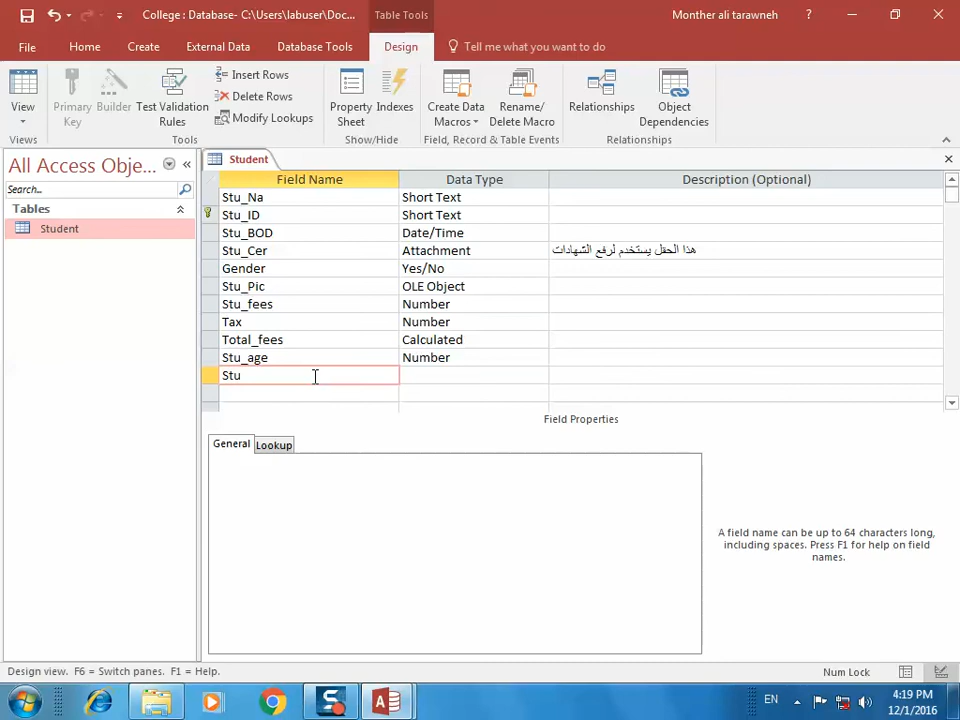 College : Database- C:\Users\labuser\Doc...
Table Tools
Monther ali tarawneh
?
File
Home
Create
External Data
Database Tools
Design
Tell me what you want to do
View
Primary Key
Builder
Test Validation Rules
Insert Rows
Delete Rows
Modify Lookups
Property Sheet
Indexes
Create Data Macros
Rename/ Delete Macro
Relationships
Object Dependencies
Views
Tools
Show/Hide
Field, Record & Table Events
Relationships
All Access Obje...
Search...
Tables
Student
Student
Field Name
Data Type
Description (Optional)
Stu_Na
Short Text
Stu_ID
Short Text
Stu_BOD
Date/Time
Stu_Cer
Attachment
هذا الحقل يستخدم لرفع الشهادات
Gender
Yes/No
Stu_Pic
OLE Object
Stu_fees
Number
Tax
Number
Total_fees
Calculated
Stu_age
Number
Stu
Field Properties
General
Lookup
A field name can be up to 64 characters long,
including spaces. Press F1 for help on field
names.
Design view.  F6 = Switch panes.  F1 = Help.
Num Lock
EN
4:19 PM
12/1/2016